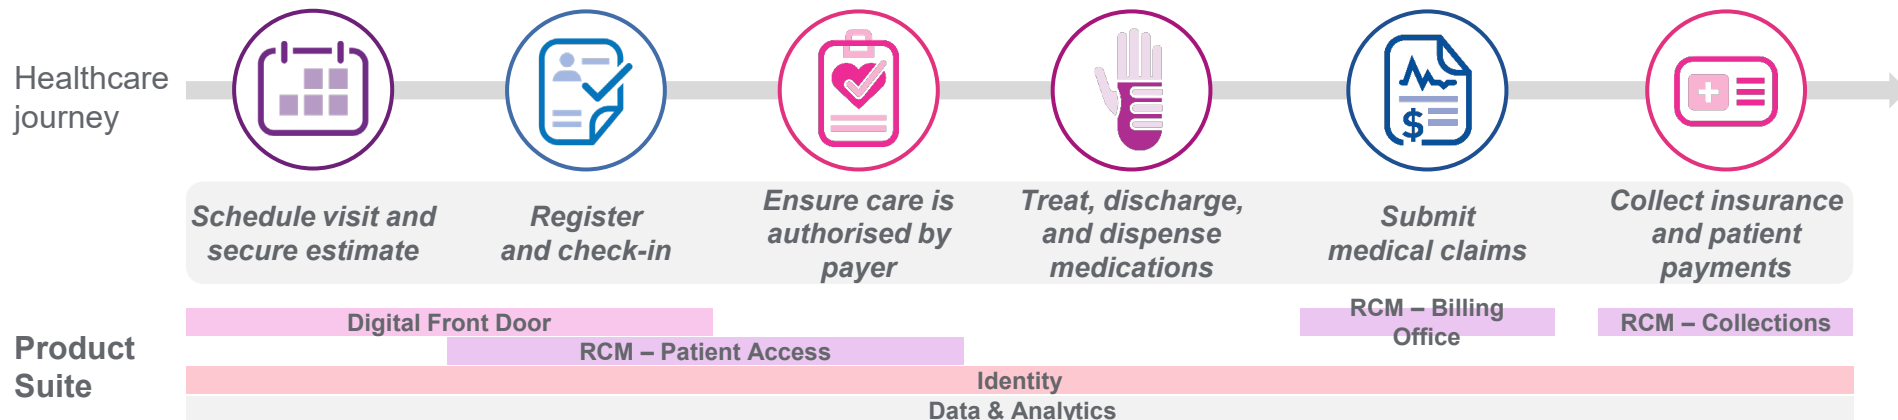 Healthcare
journey
$
Schedule visit and
secure estimate
Register
and check-in
Ensure care is
authorised by
payer
Treat, discharge,
and dispense
medications
Submit
medical claims
Collect insurance
and patient
payments
Product
Suite
Digital Front Door
RCM – Patient Access
RCM – Billing
Office
RCM – Collections
Identity
Data & Analytics